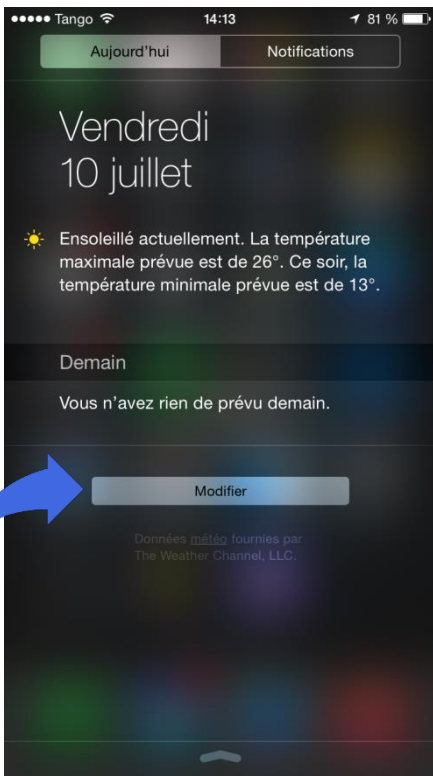 Tango 14:13 81 %
Aujourd'hui Notifications
Vendredi
10 juillet
Ensoleillé actuellement. La température
maximale prévue est de 26°. Ce soir, la
température minimale prévue est de 13°.
Demain
Vous n'avez rien de prévu demain.
Modifier
Données météo fournies par
The Weather Channel, LLC.